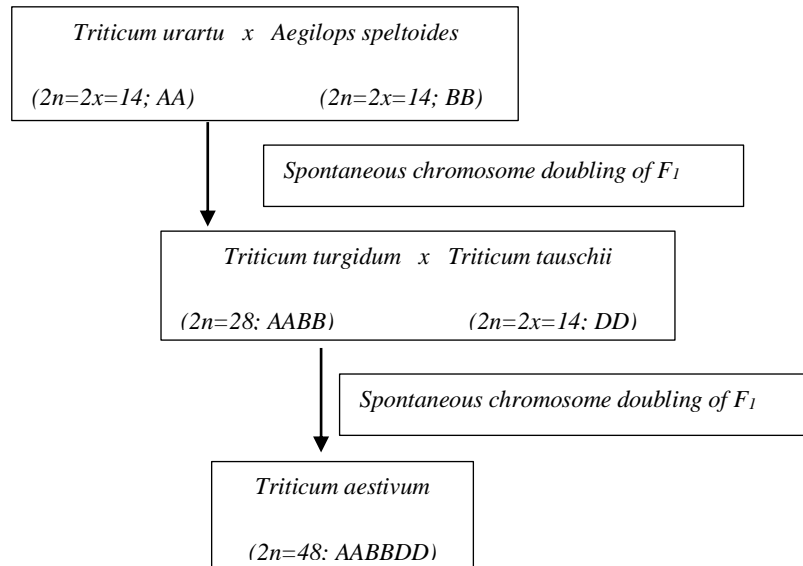 Triticum urartu x Aegilops speltoides
(2n=2x=14; AA) (2n=2x=14; BB)
Spontaneous chromosome doubling of F1
Triticum turgidum x Triticum tauschii
(2n=28; AABB) (2n=2x=14; DD)
Spontaneous chromosome doubling of F1
Triticum aestivum
(2n=48; AABBDD)